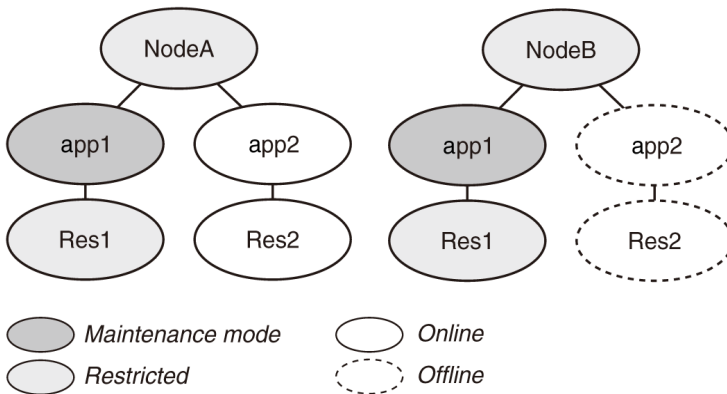 NodeA NodeB
app1 app2 app1 app2
Res1 Res2 Res1 Res2
Maintenance mode Online
Restricted Offline